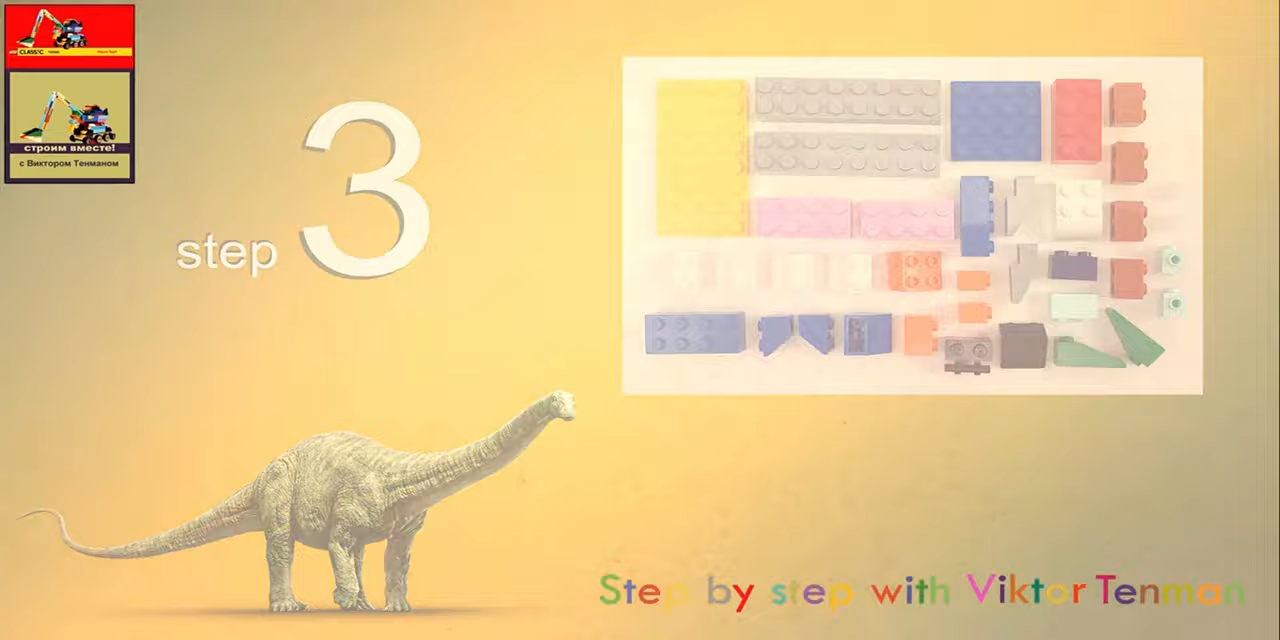 CLASSIC
строим вместе!
с Виктором Тенманом
step 3
Step by step with Viktor Tenman